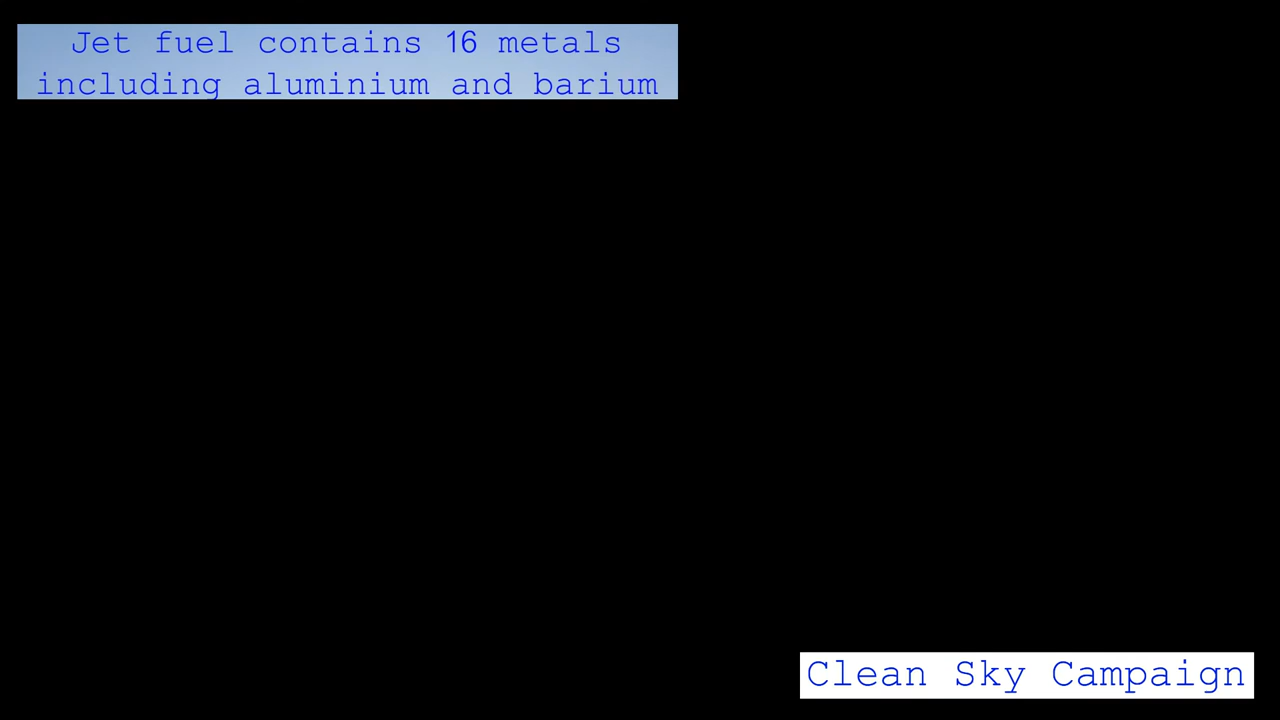 Jet fuel contains 16 metals
including aluminium and barium
Clean Sky Campaign